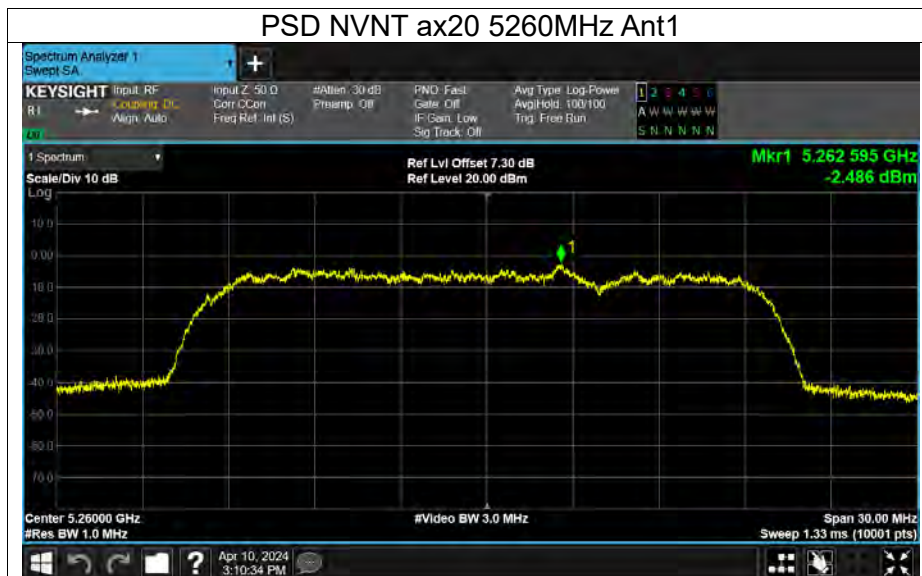 PSD NVNT ax20 5260MHz Ant1
Spectrum Analyzer 1
Swept SA
+
KEYSIGHT Input: RF Input Z: 50 Ω #Atten: 30 dB PNO: Fast Avg Type: Log-Power 1 2 3 4 5 6
Coupling: DC Corr CCorr Preamp: Off Gate: Off Avg|Hold: 100/100 A W W W W W
Align: Auto Freq Ref: Int (S) IF Gain: Low Trig: Free Run
Sig Track: Off S N N N N N
1 Spectrum
Ref Lvl Offset 7.30 dB Mkr1 5.262 595 GHz
Scale/Div 10 dB Ref Level 20.00 dBm -2.486 dBm
Log
10.0
0.00
1
-10.0
-20.0
-30.0
-40.0
-50.0
-60.0
-70.0
Center 5.26000 GHz #Video BW 3.0 MHz Span 30.00 MHz
#Res BW 1.0 MHz Sweep 1.33 ms (10001 pts)
? Apr 10, 2024
3:10:34 PM